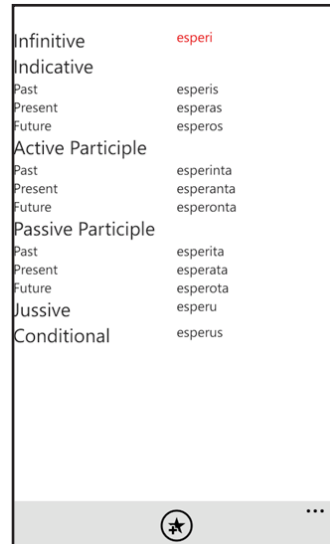 Infinitive esperi
Indicative
Past esperis
Present esperas
Future esperos
Active Participle
Past esperinta
Present esperanta
Future esperonta
Passive Participle
Past esperita
Present esperata
Future esperota
Jussive esperu
Conditional esperus